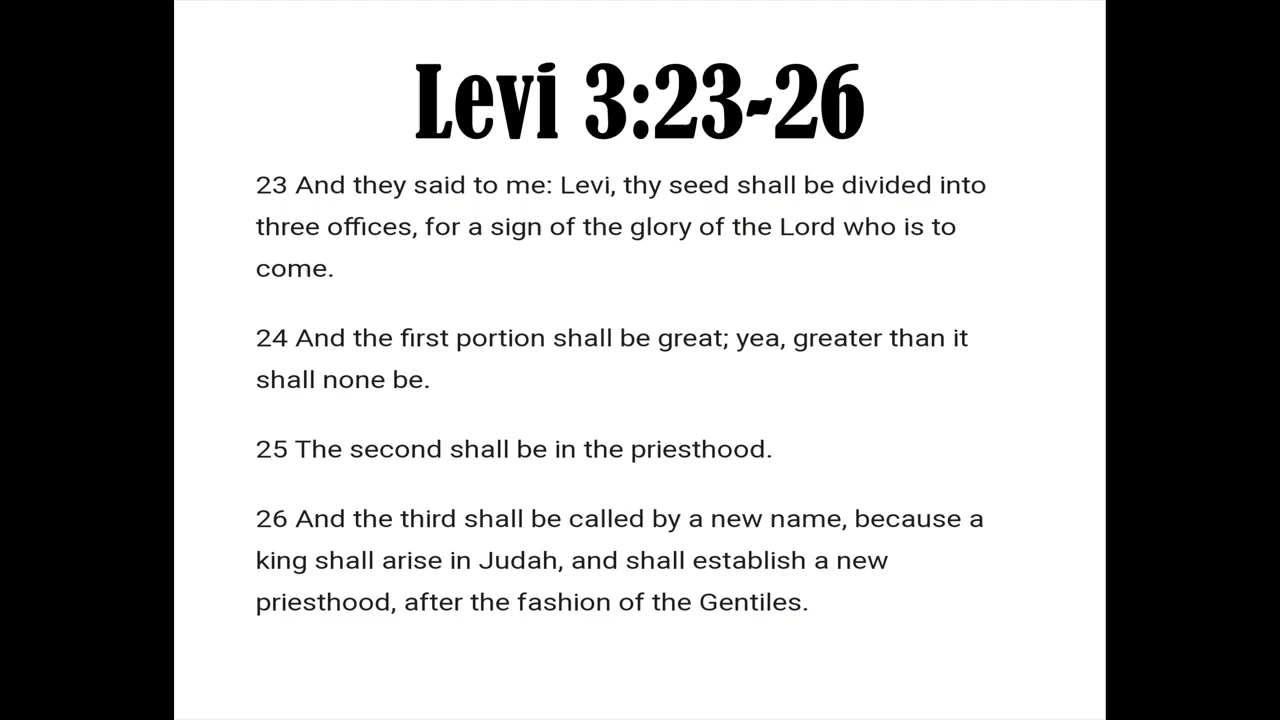 Levi 3:23-26
23 And they said to me: Levi, thy seed shall be divided into
three offices, for a sign of the glory of the Lord who is to
come.
24 And the first portion shall be great; yea, greater than it
shall none be.
25 The second shall be in the priesthood.
26 And the third shall be called by a new name, because a
king shall arise in Judah, and shall establish a new
priesthood, after the fashion of the Gentiles.